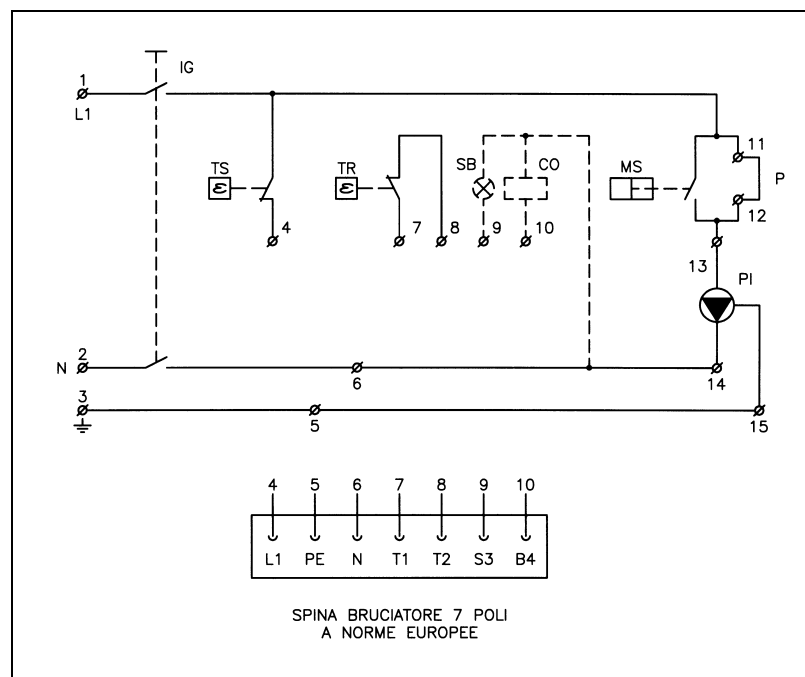 1
IG
L1
TS
ε
4
TR
ε
7
8
SB
CO
9
10
MS
11
P
12
13
PI
N
2
6
14
3
5
15
4 5 6 7 8 9 10
L1 PE N T1 T2 S3 B4
SPINA BRUCIATORE 7 POLI
A NORME EUROPEE